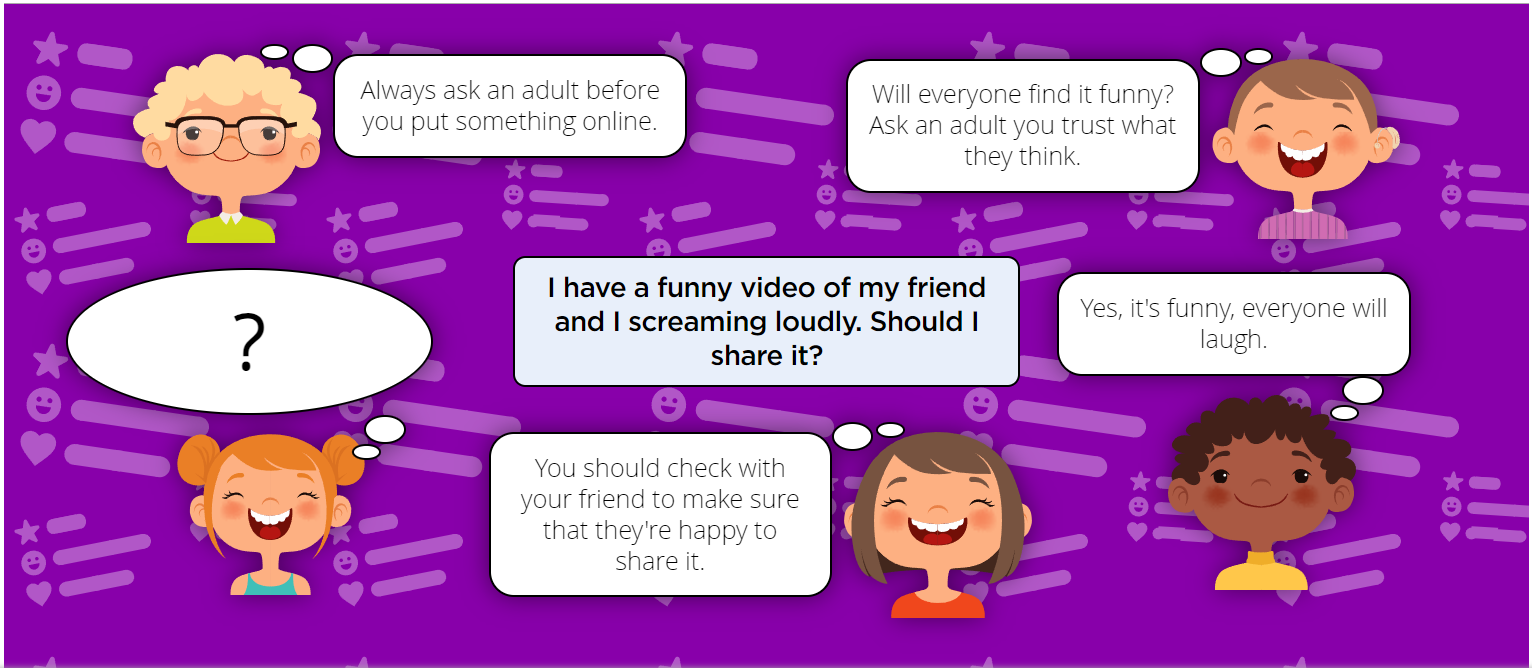 Always ask an adult before
you put something online.
Will everyone find it funny?
Ask an adult you trust what
they think.
?
I have a funny video of my friend
and I screaming loudly. Should I
share it?
Yes, it's funny, everyone will
laugh.
You should check with
your friend to make sure
that they're happy to
share it.